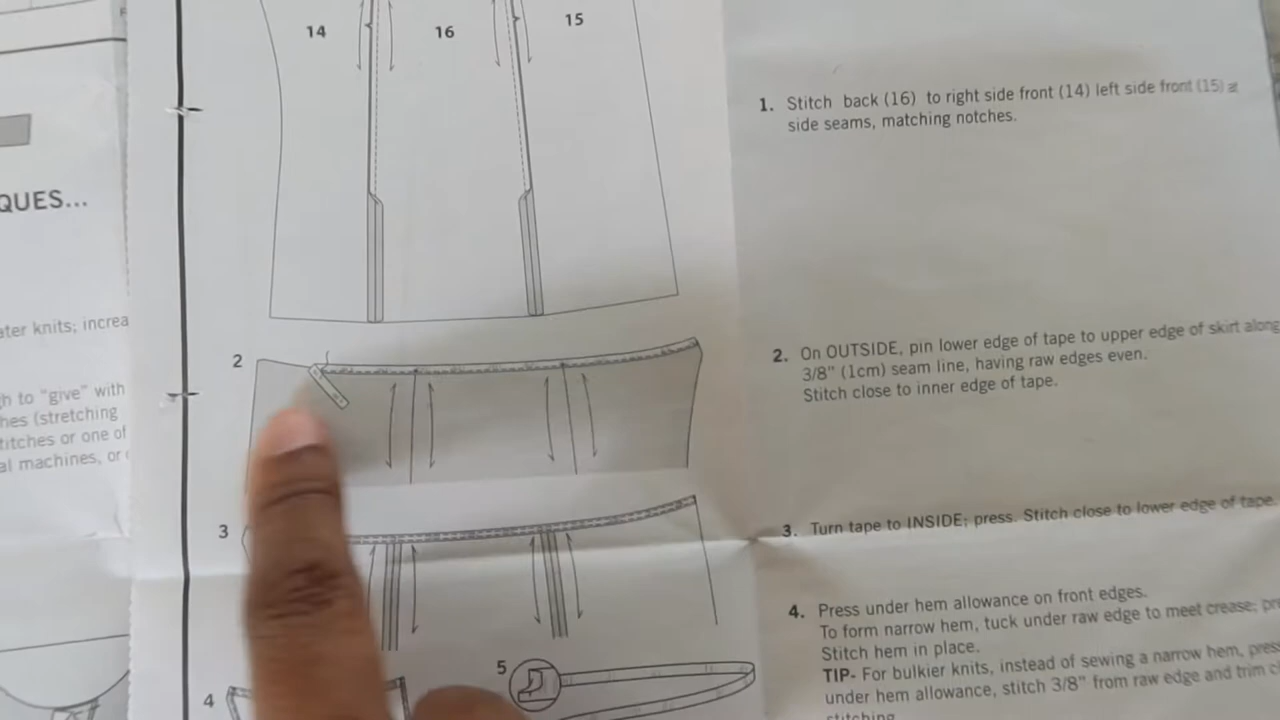 14
16
15
1. Stitch back (16) to right side front (14) left side front (15) at
side seams, matching notches.
QUES...
ater knits; increa
gh to “give” with
hes (stretching
titches or one of
al machines, or
2
2. On OUTSIDE, pin lower edge of tape to upper edge of skirt along
3/8" (1cm) seam line, having raw edges even.
Stitch close to inner edge of tape.
3
3. Turn tape to INSIDE; press. Stitch close to lower edge of tape.
4
5
4. Press under hem allowance on front edges.
To form narrow hem, tuck under raw edge to meet crease; pr
Stitch hem in place.
TIP- For bulkier knits, instead of sewing a narrow hem, press
under hem allowance, stitch 3/8" from raw edge and trim c
stitching.